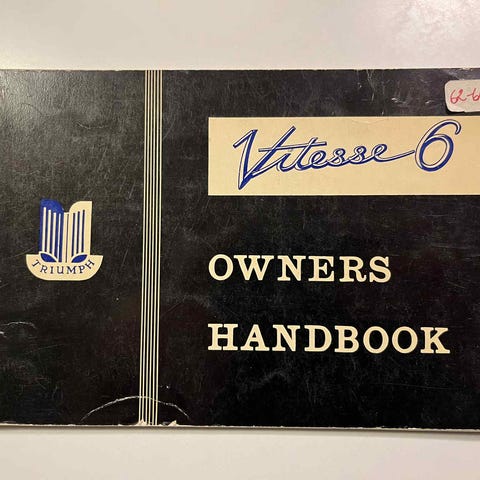 Vitesse 6
TRIUMPH
OWNERS
HANDBOOK